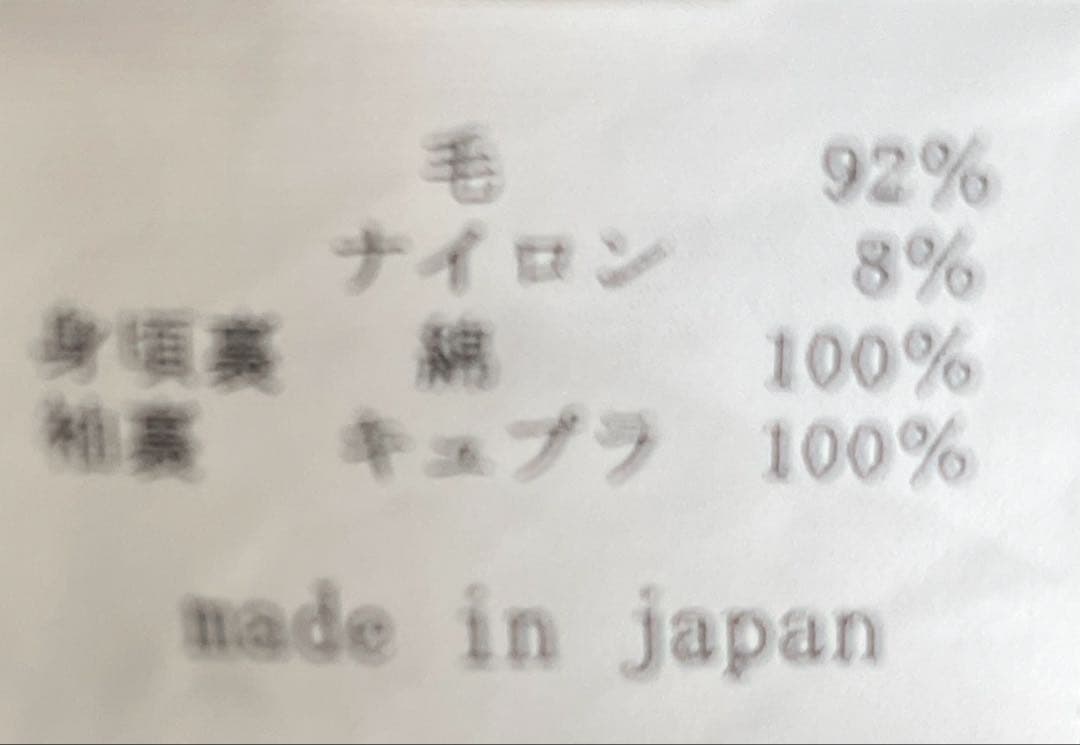 毛 92%
ナイロン 8%
身頃裏 綿 100%
袖裏 キュプラ 100%
made in japan